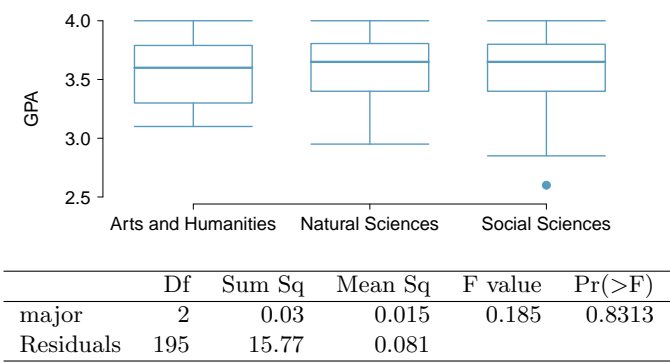 4.0
3.5
3.0
2.5
GPA
Arts and Humanities Natural Sciences Social Sciences
Df Sum Sq Mean Sq F value Pr(>F)
major 2 0.03 0.015 0.185 0.8313
Residuals 195 15.77 0.081